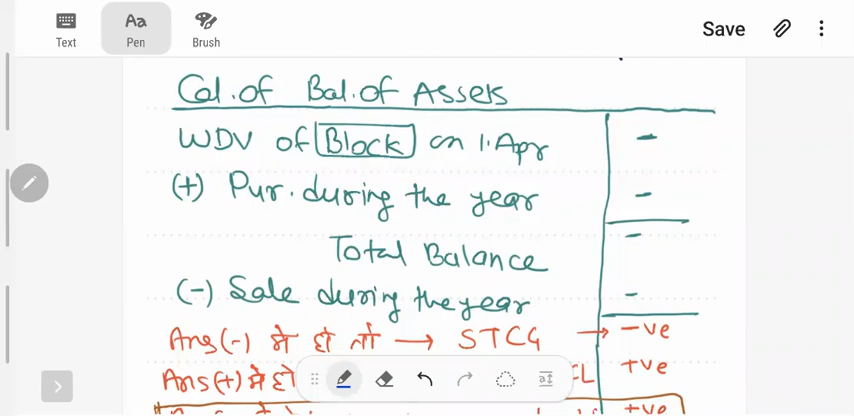 Text Pen Brush Save
Cal. of Bal. of Assets
WDV of Block on 1. Apr -
(+) Pur. during the year -
Total Balance -
(-) Sale during the year -
Ans (-) में हो तो → STCG → -ve
Ans (+) में हो CL +ve
+ve